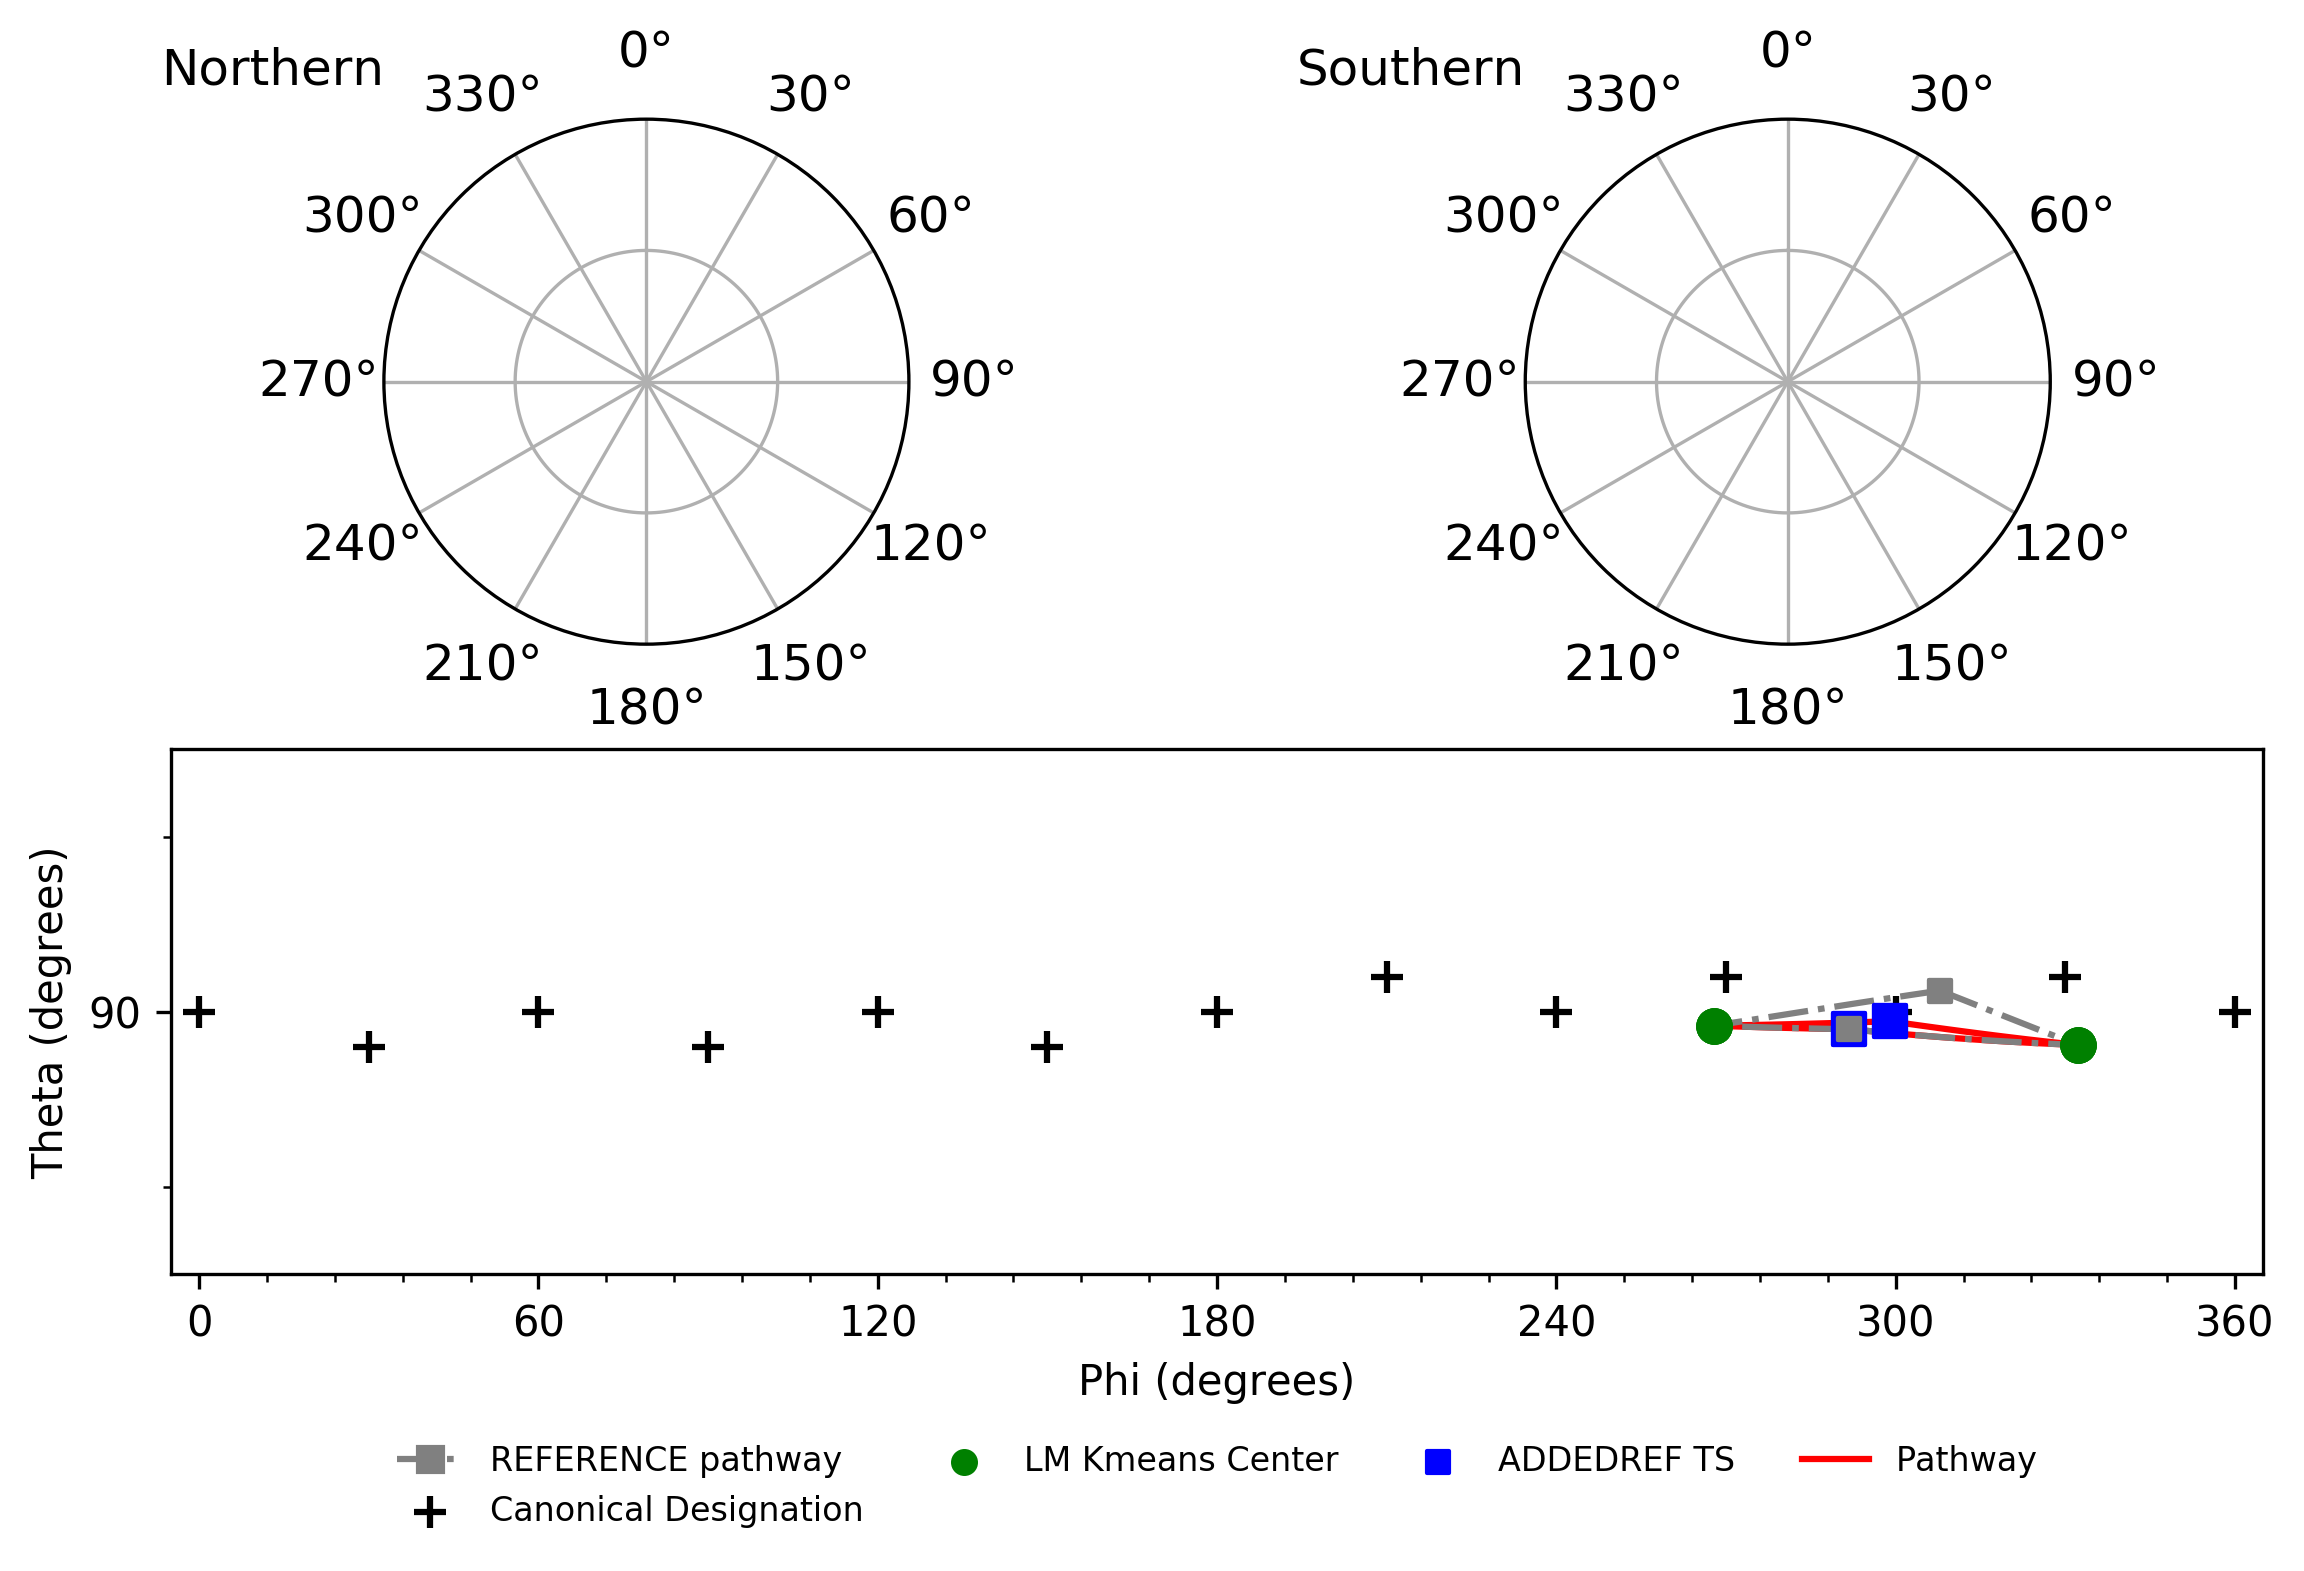 Northern
0°
30°
60°
90°
120°
150°
180°
210°
240°
270°
300°
330°
Southern
0°
30°
60°
90°
120°
150°
180°
210°
240°
270°
300°
330°
Theta (degrees)
90
0 60 120 180 240 300 360
Phi (degrees)
REFERENCE pathway
Canonical Designation
LM Kmeans Center
ADDEDREF TS
Pathway